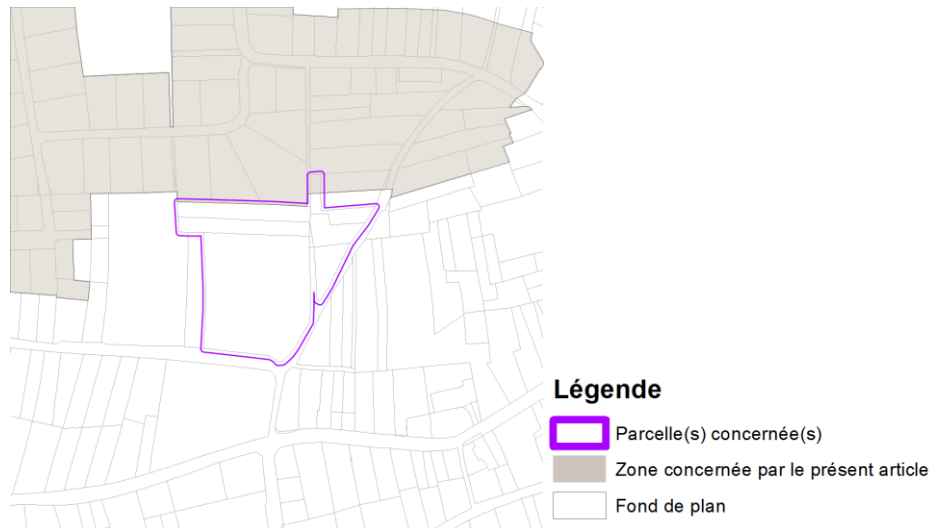 Légende
Parcelle(s) concernée(s)
Zone concernée par le présent article
Fond de plan